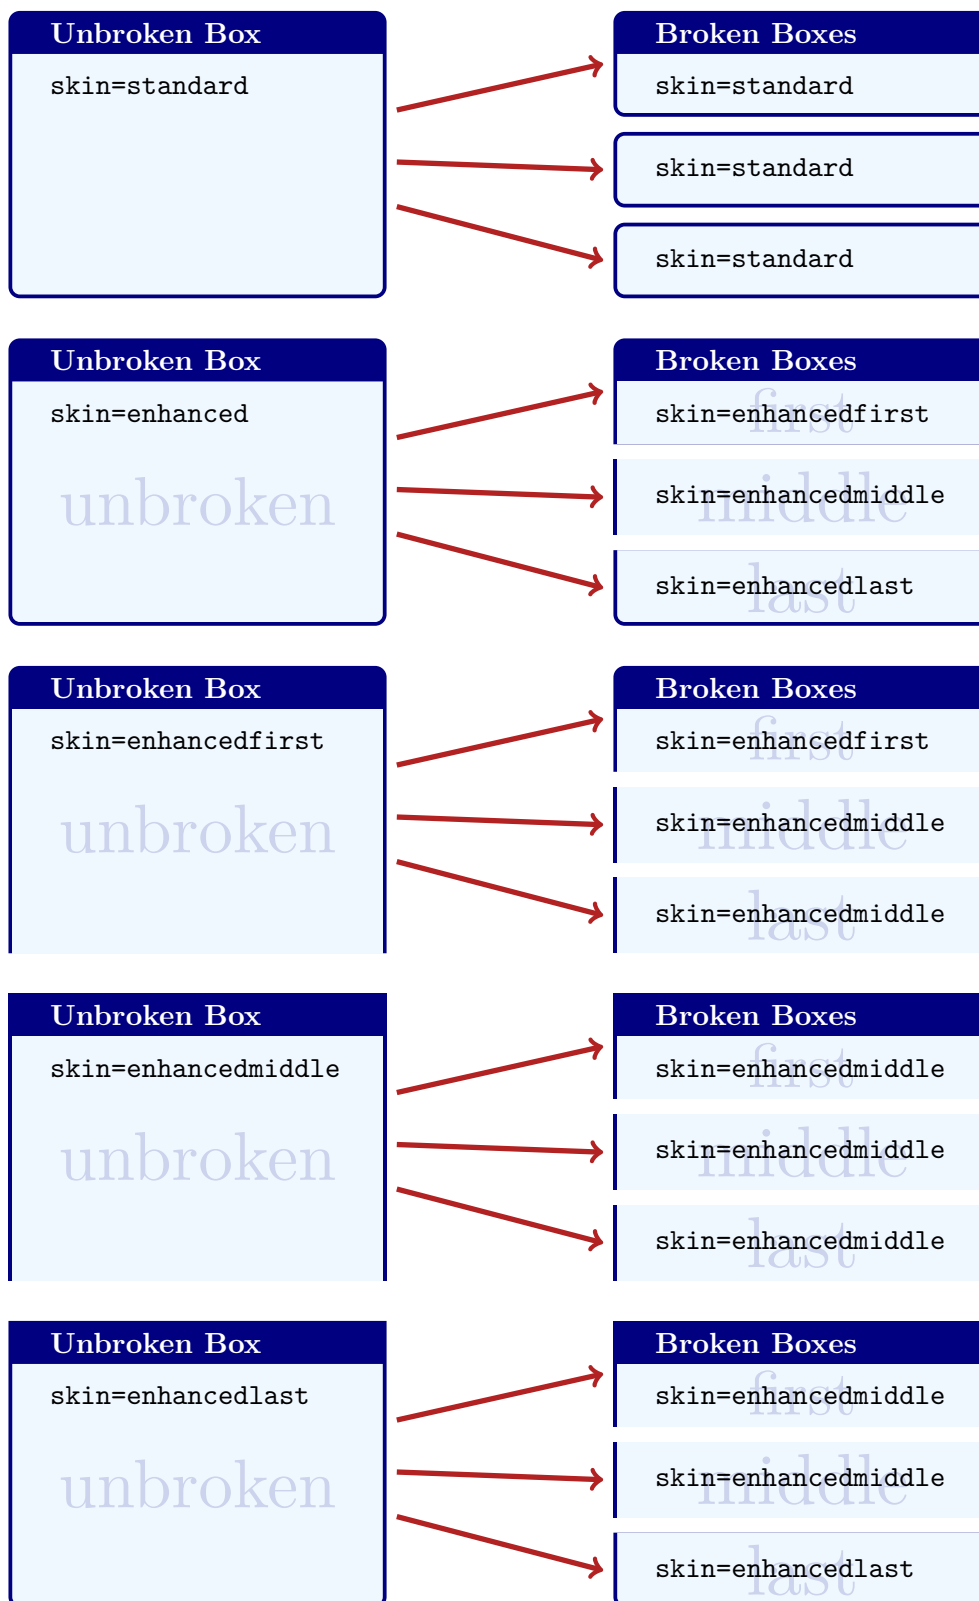 Unbroken Box
skin=standard
Broken Boxes
skin=standard
skin=standard
skin=standard
Unbroken Box
skin=enhanced
unbroken
Broken Boxes
first
skin=enhancedfirst
middle
skin=enhancedmiddle
last
skin=enhancedlast
Unbroken Box
skin=enhancedfirst
unbroken
Broken Boxes
first
skin=enhancedfirst
middle
skin=enhancedmiddle
last
skin=enhancedmiddle
Unbroken Box
skin=enhancedmiddle
unbroken
Broken Boxes
first
skin=enhancedmiddle
middle
skin=enhancedmiddle
last
skin=enhancedmiddle
Unbroken Box
skin=enhancedlast
unbroken
Broken Boxes
first
skin=enhancedmiddle
middle
skin=enhancedmiddle
last
skin=enhancedlast